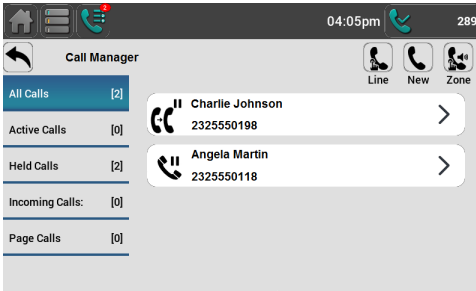 2
04:05pm
289
Call Manager
Line
New
Zone
All Calls [2]
Active Calls [0]
Held Calls [2]
Incoming Calls: [0]
Page Calls [0]
Charlie Johnson
2325550198
Angela Martin
2325550118